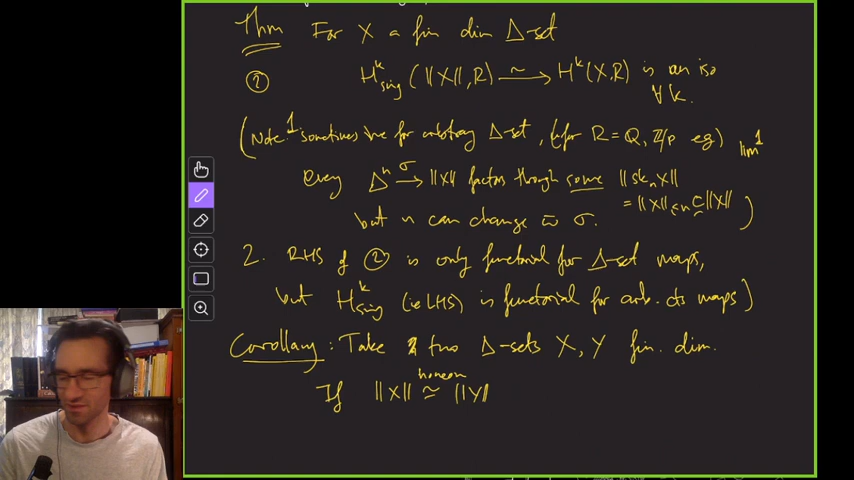 Thm For X a fin dim Δ-set
② H^k_sing (||X||, R) ~→ H^k(X,R) is an iso ∀k.
(Note 1 sometimes true for arbitrary Δ-set, for R = Q, Z/p eg) lim^1
every Δ^n σ→ ||X|| factors through some ||sk_n X||
= ||X||≤n ⊆ ||X||
but n can change w σ. )
2. RHS of ② is only functorial for Δ-set maps,
but H^k_sing (ie LHS) is functorial for arb. cts maps)
Corollary: Take two Δ-sets X, Y fin. dim.
If ||X|| homeom ≃ ||Y||